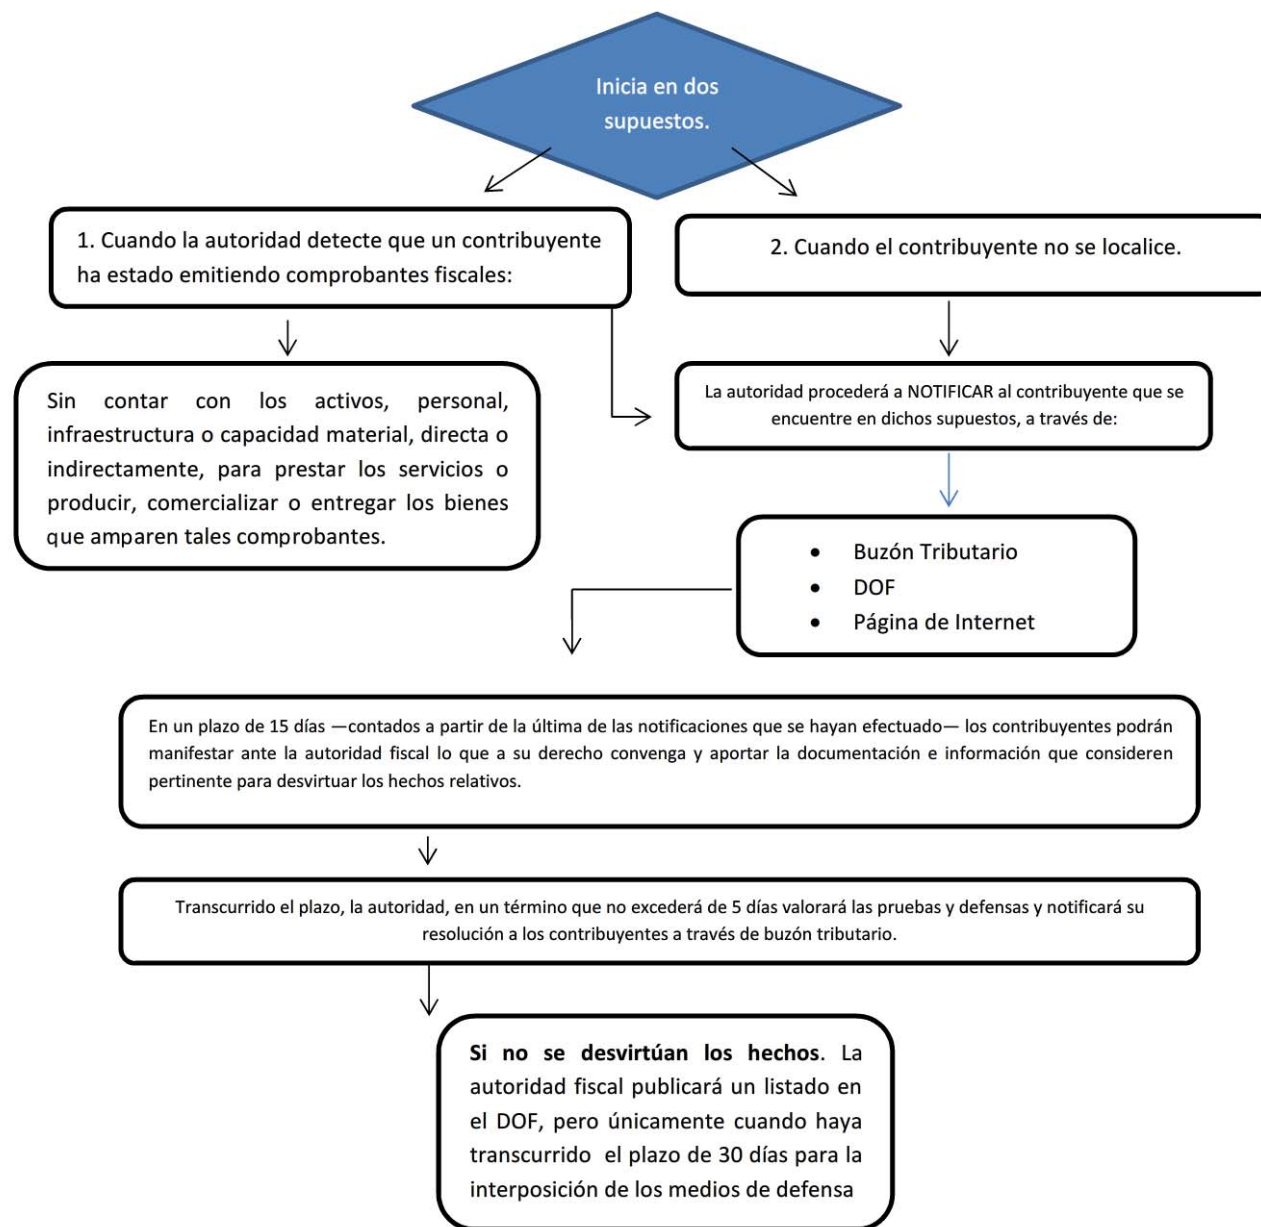 Inicia en dos
supuestos.
1. Cuando la autoridad detecte que un contribuyente
ha estado emitiendo comprobantes fiscales:
2. Cuando el contribuyente no se localice.
Sin contar con los activos, personal,
infraestructura o capacidad material, directa o
indirectamente, para prestar los servicios o
producir, comercializar o entregar los bienes
que amparen tales comprobantes.
La autoridad procederá a NOTIFICAR al contribuyente que se
encuentre en dichos supuestos, a través de:
• Buzón Tributario
• DOF
• Página de Internet
En un plazo de 15 días —contados a partir de la última de las notificaciones que se hayan efectuado— los contribuyentes podrán
manifestar ante la autoridad fiscal lo que a su derecho convenga y aportar la documentación e información que consideren
pertinente para desvirtuar los hechos relativos.
Transcurrido el plazo, la autoridad, en un término que no excederá de 5 días valorará las pruebas y defensas y notificará su
resolución a los contribuyentes a través de buzón tributario.
Si no se desvirtúan los hechos. La
autoridad fiscal publicará un listado en
el DOF, pero únicamente cuando haya
transcurrido el plazo de 30 días para la
interposición de los medios de defensa